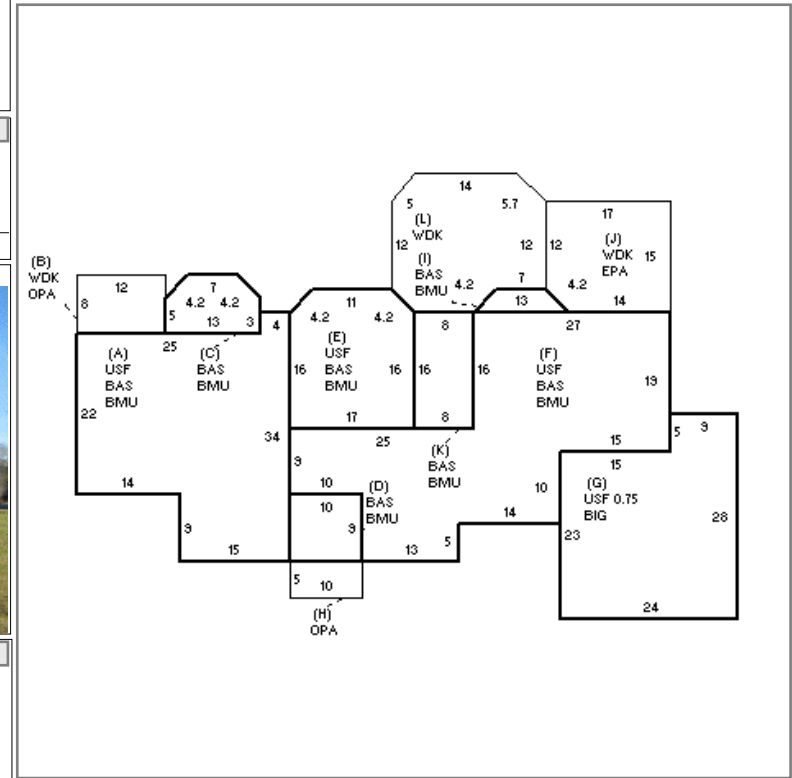 14
5
5.7
(L)
WDK
12
12
17
12
(J)
WDK
EPA
15
(I)
BAS
BMU
4.2
7
4.2
13
14
(B)
WDK
OPA
12
8
7
4.2
4.2
5
13
3
4
11
4.2
4.2
8
27
25
(A)
USF
BAS
BMU
(C)
BAS
BMU
(E)
USF
BAS
BMU
16
16
16
16
(F)
USF
BAS
BMU
19
22
17
8
34
25
9
(K)
BAS
BMU
15
5
9
15
14
10
10
(D)
BAS
BMU
9
10
14
(G)
USF 0.75
BIG
28
9
15
13
5
23
5
10
(H)
OPA
24